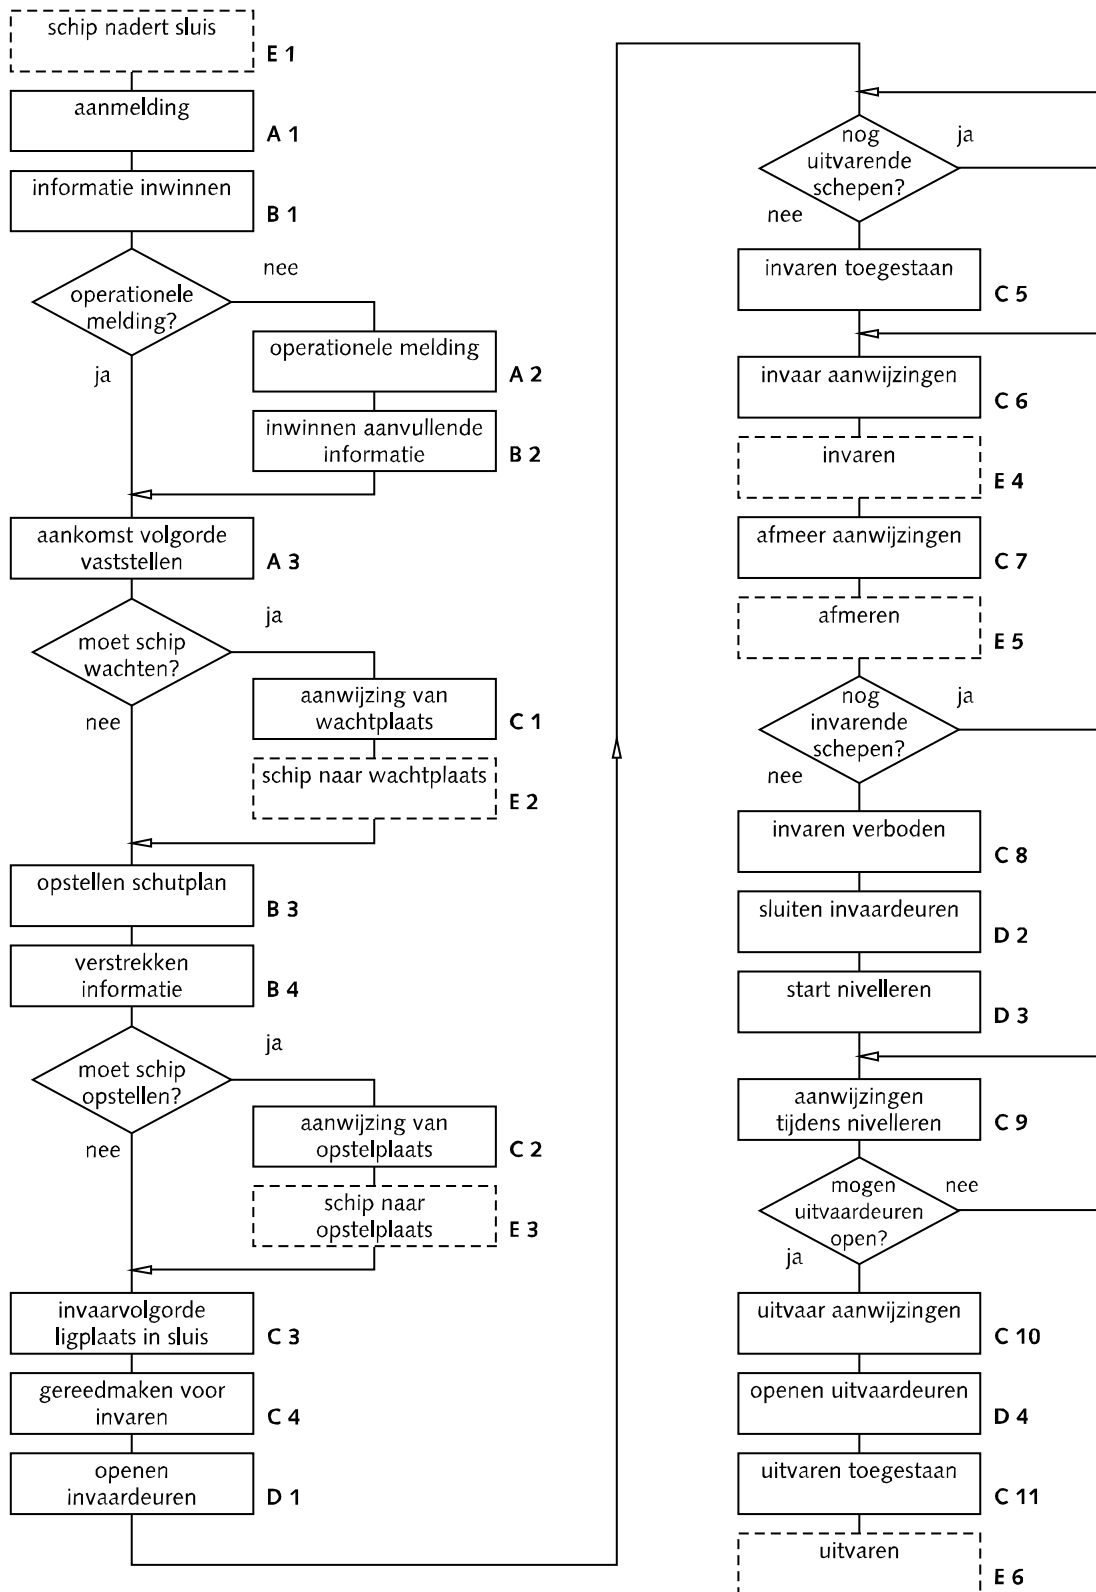 schip nadert sluis
E 1
aanmelding
A 1
informatie inwinnen
B 1
nee
operationele
melding?
ja
operationele melding
A 2
inwinnen aanvullende
informatie
B 2
aankomst volgorde
vaststellen
A 3
ja
moet schip
wachten?
nee
aanwijzing van
wachtplaats
C 1
schip naar wachtplaats
E 2
opstellen schutplan
B 3
verstrekken
informatie
B 4
ja
moet schip
opstellen?
nee
aanwijzing van
opstelplaats
C 2
schip naar
opstelplaats
E 3
invaarvolgorde
ligplaats in sluis
C 3
gereedmaken voor
invaren
C 4
openen
invaardeuren
D 1
nog
uitvarende
schepen?
ja
nee
invaren toegestaan
C 5
invaar aanwijzingen
C 6
invaren
E 4
afmeer aanwijzingen
C 7
afmeren
E 5
nog
invarende
schepen?
ja
nee
invaren verboden
C 8
sluiten invaardeuren
D 2
start nivelleren
D 3
aanwijzingen
tijdens nivelleren
C 9
mogen
uitvaardeuren
open?
nee
ja
uitvaar aanwijzingen
C 10
openen uitvaardeuren
D 4
uitvaren toegestaan
C 11
uitvaren
E 6